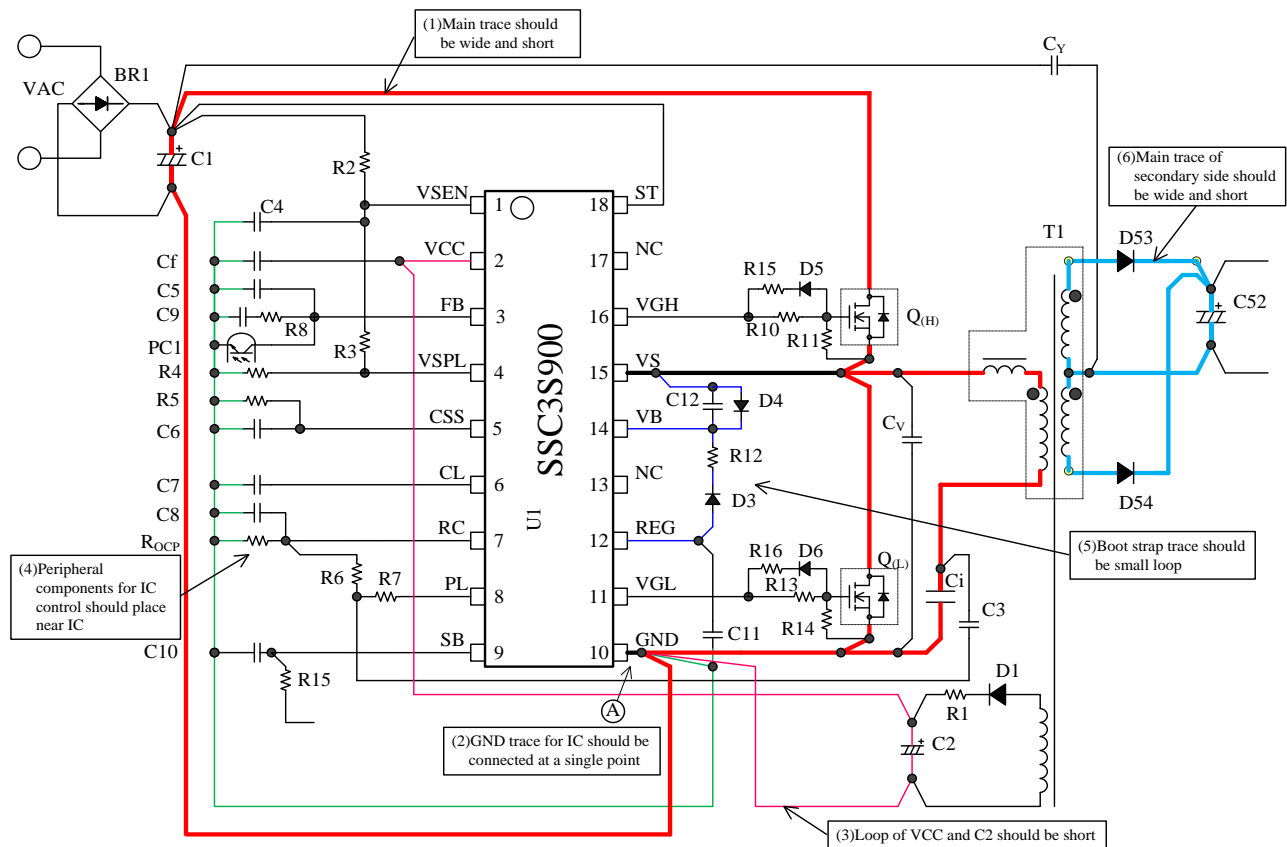 (1)Main trace should
be wide and short
CY
BR1
VAC
C1
R2
(6)Main trace of
secondary side should
be wide and short
VSEN
ST
1
18
C4
T1
D53
VCC
NC
Cf
2
17
C5
R15
D5
C52
C9
R8
FB
3
16
VGH
R10
Q(H)
PC1
R3
R11
R4
VSPL
4
15
VS
R5
C12
D4
C6
CSS
5
14
VB
CV
SSC3S900
R12
C7
CL
6
13
NC
D54
C8
U1
D3
ROCP
RC
7
12
REG
(5)Boot strap trace should
be small loop
(4)Peripheral
components for IC
control should place
near IC
R6
R7
PL
8
11
VGL
R16
D6
R13
Q(L)
R14
Ci
C3
C11
C10
SB
9
10
GND
R15
D1
R1
A
(2)GND trace for IC should be
connected at a single point
C2
(3)Loop of VCC and C2 should be short